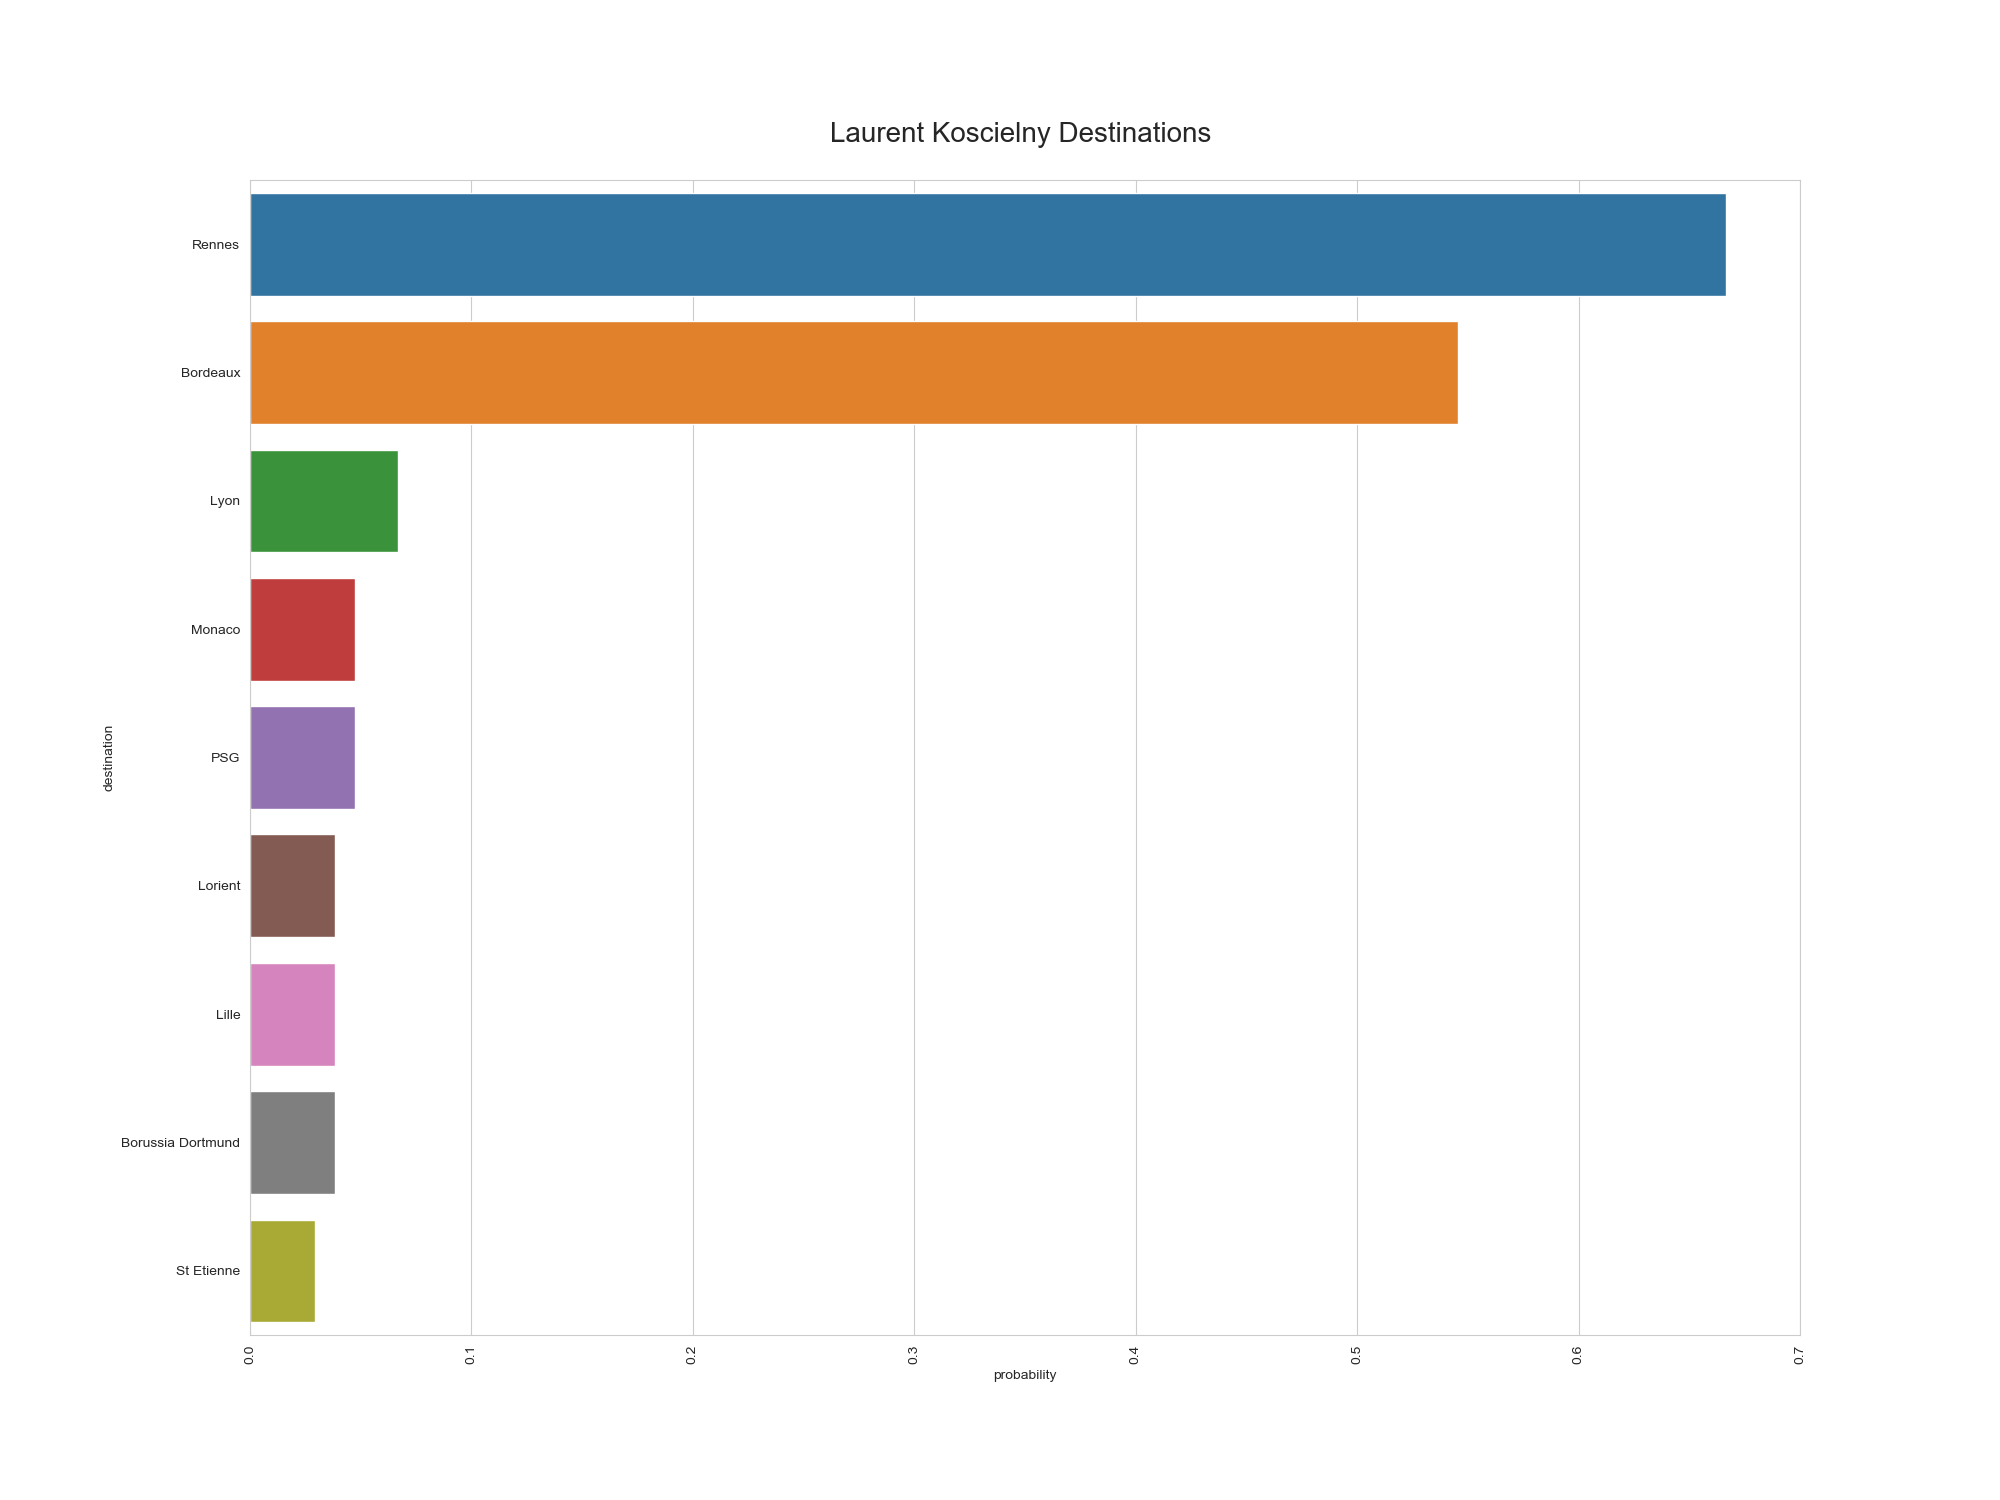 Laurent Koscielny Destinations
Rennes
Bordeaux
Lyon
Monaco
PSG
Lorient
Lille
Borussia Dortmund
St Etienne
destination
0.0
0.1
0.2
0.3
0.4
0.5
0.6
0.7
probability